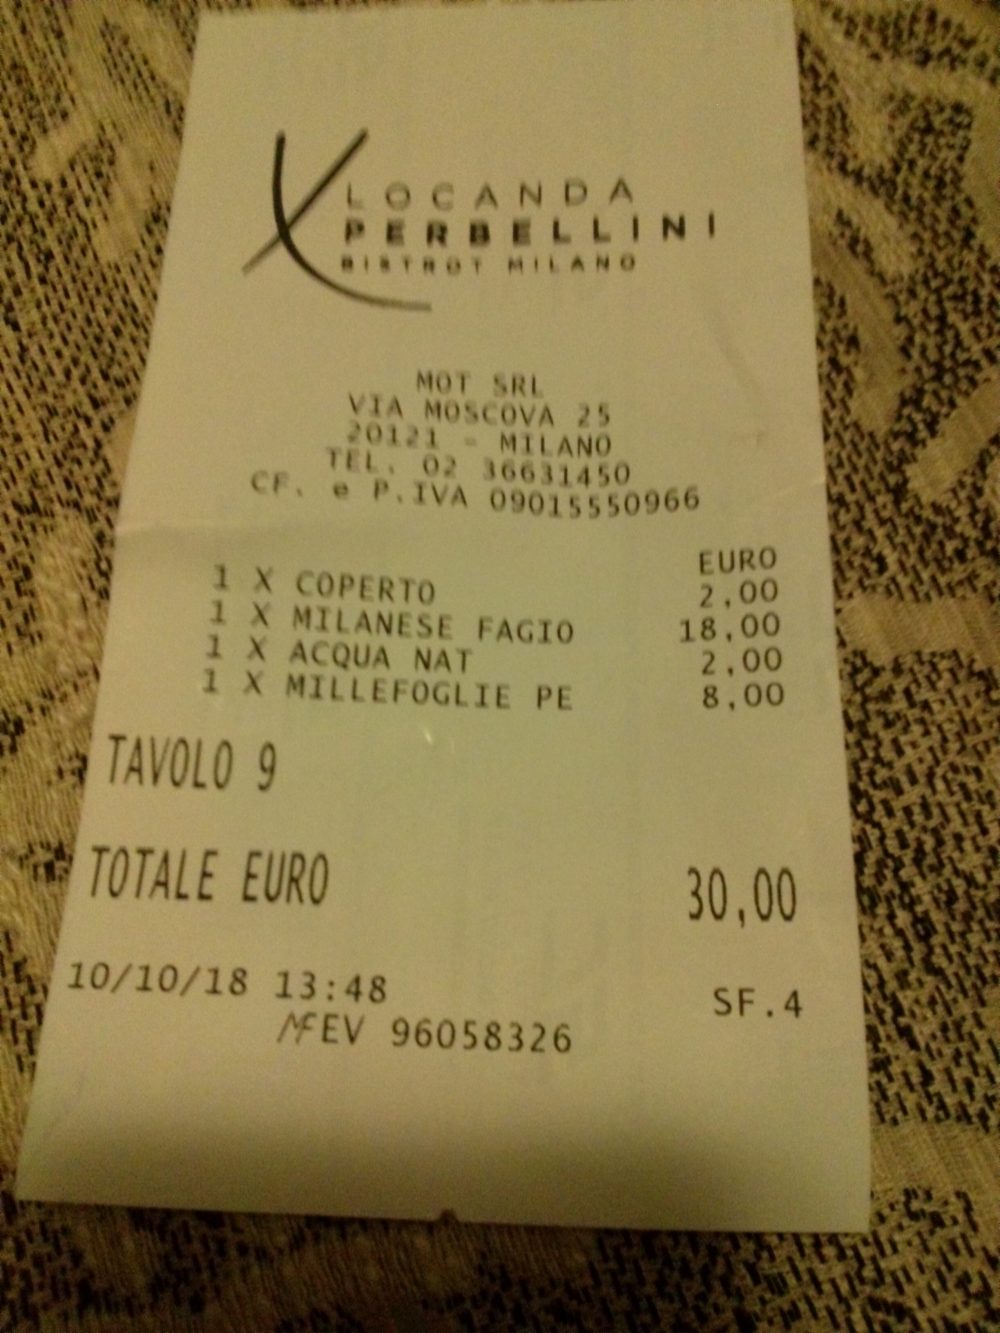 LOCANDA
PERBELLINI
BISTROT MILANO
MOT SRL
VIA MOSCOVA 25
20121 - MILANO
TEL. 02 36631450
CF. e P.IVA 09015550966
EURO
1 X COPERTO 2,00
1 X MILANESE FAGIO 18,00
1 X ACQUA NAT 2,00
1 X MILLEFOGLIE PE 8,00
TAVOLO 9
TOTALE EURO 30,00
10/10/18 13:48 SF.4
MFEV 96058326